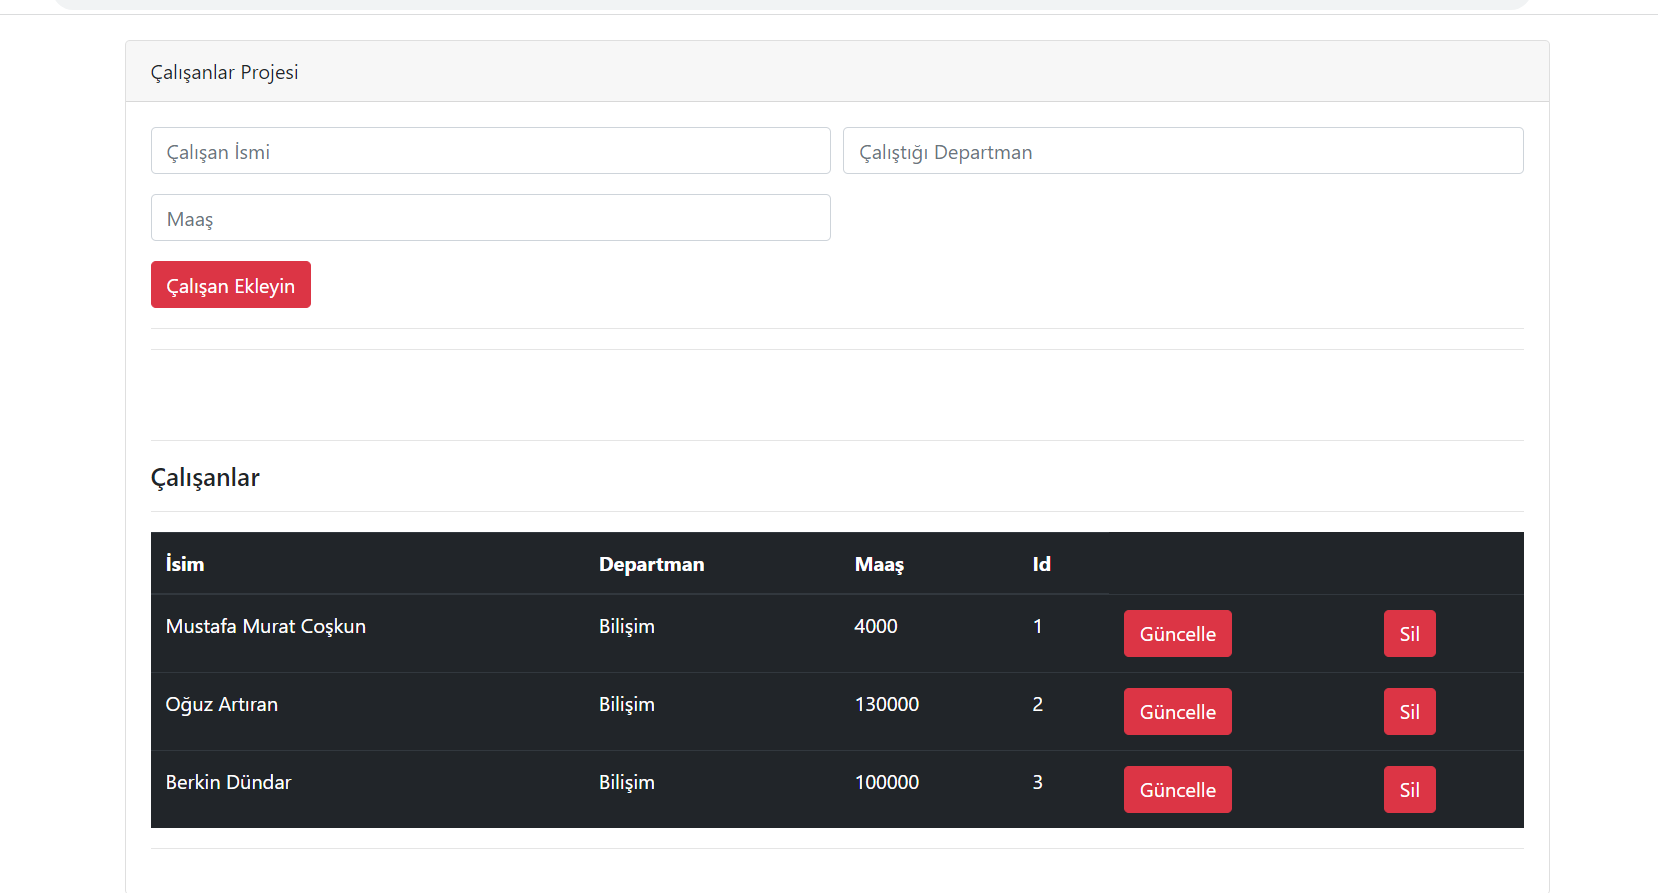 Çalışanlar Projesi
Çalışan İsmi Çalıştığı Departman
Maaş
Çalışan Ekleyin
Çalışanlar
İsim Departman Maaş Id
Mustafa Murat Coşkun Bilişim 4000 1 Güncelle Sil
Oğuz Artıran Bilişim 130000 2 Güncelle Sil
Berkin Dündar Bilişim 100000 3 Güncelle Sil